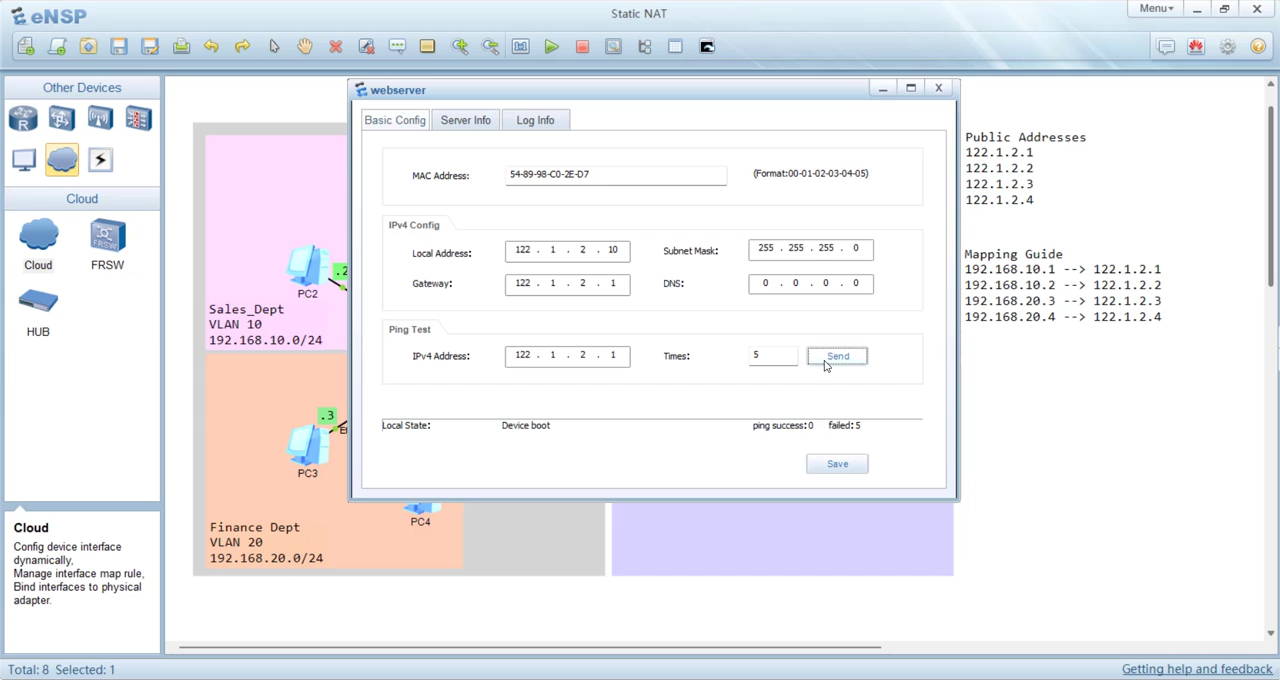 eNSP
Static NAT
Menu
Other Devices
Cloud
Cloud
FRSW
FRSW
HUB
Cloud
Config device interface
dynamically,
Manage interface map rule,
Bind interfaces to physical
adapter.
PC2
.2
Sales_Dept
VLAN 10
192.168.10.0/24
.3
PC3
PC4
Finance Dept
VLAN 20
192.168.20.0/24
webserver
Basic Config
Server Info
Log Info
MAC Address:
54-89-98-C0-2E-D7
(Format:00-01-02-03-04-05)
IPv4 Config
Local Address:
122 . 1 . 2 . 10
Subnet Mask:
255 . 255 . 255 . 0
Gateway:
122 . 1 . 2 . 1
DNS:
0 . 0 . 0 . 0
Ping Test
IPv4 Address:
122 . 1 . 2 . 1
Times:
5
Send
Local State:
Device boot
ping success:0
failed:5
Save
Public Addresses
122.1.2.1
122.1.2.2
122.1.2.3
122.1.2.4
Mapping Guide
192.168.10.1 --> 122.1.2.1
192.168.10.2 --> 122.1.2.2
192.168.20.3 --> 122.1.2.3
192.168.20.4 --> 122.1.2.4
Total: 8 Selected: 1
Getting help and feedback